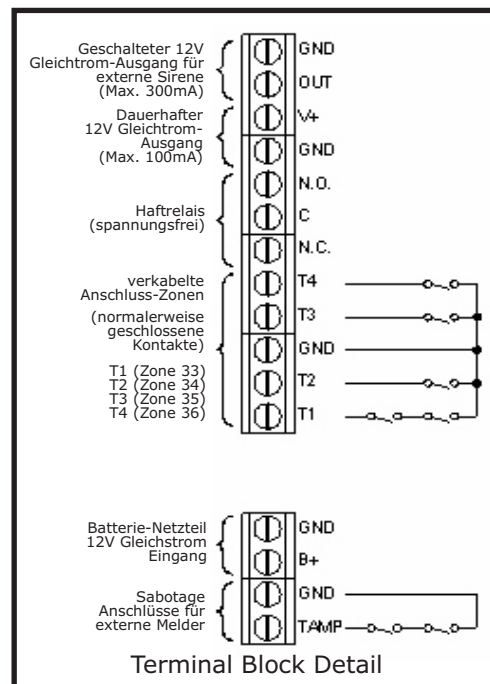 Geschalteter 12V
Gleichtrom-Ausgang für
externe Sirene
(Max. 300mA)
GND
OUT
Dauerhafter
12V Gleichtrom-
Ausgang
(Max. 100mA)
V+
GND
Haftrelais
(spannungsfrei)
N.O.
C
N.C.
verkabelte
Anschluss-Zonen
(normalerweise
geschlossene
Kontakte)
T1 (Zone 33)
T2 (Zone 34)
T3 (Zone 35)
T4 (Zone 36)
T4
T3
GND
T2
T1
Batterie-Netzteil
12V Gleichstrom
Eingang
GND
B+
Sabotage
Anschlüsse für
externe Melder
GND
TAMP
Terminal Block Detail